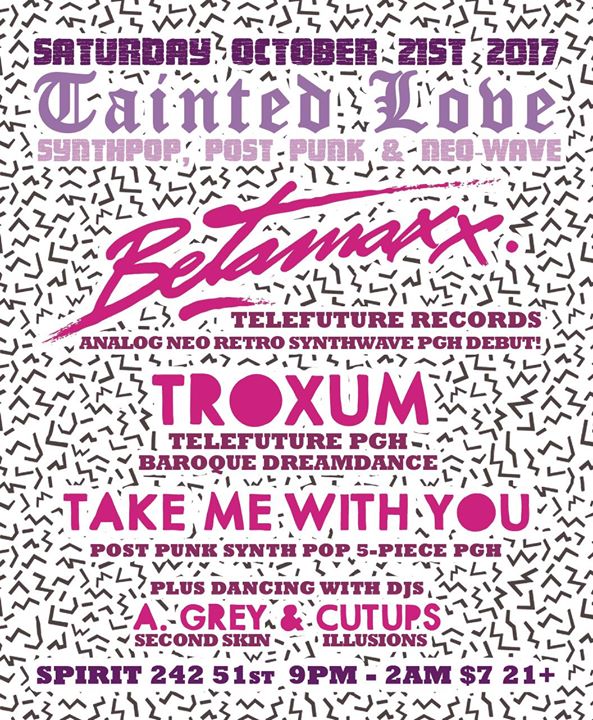 SATURDAY OCTOBER 21ST 2017
Tainted Love
SYNTHPOP, POST PUNK & NEO-WAVE
Betamaxx.
TELEFUTURE RECORDS
ANALOG NEO RETRO SYNTHWAVE PGH DEBUT!
TROXUM
TELEFUTURE PGH
BAROQUE DREAMDANCE
TAKE ME WITH YOU
POST PUNK SYNTH POP 5-PIECE PGH
PLUS DANCING WITH DJS
A. GREY & CUTUPS
SECOND SKIN ILLUSIONS
SPIRIT 242 51ST 9PM - 2AM $7 21+